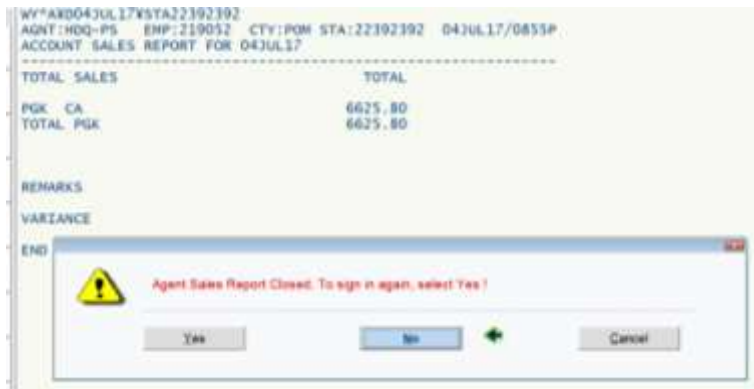 WY*A¥D04JUL17¥STA22392392
AGNT:HDQ-PS EMP:219052 CTY:POM STA:22392392 04JUL17/0855P
ACCOUNT SALES REPORT FOR 04JUL17
TOTAL SALES TOTAL
PGK CA 6625.80
TOTAL PGK 6625.80
REMARKS
VARIANCE
END
Agent Sales Report Closed. To sign in again, select Yes !
Yes
No
Cancel